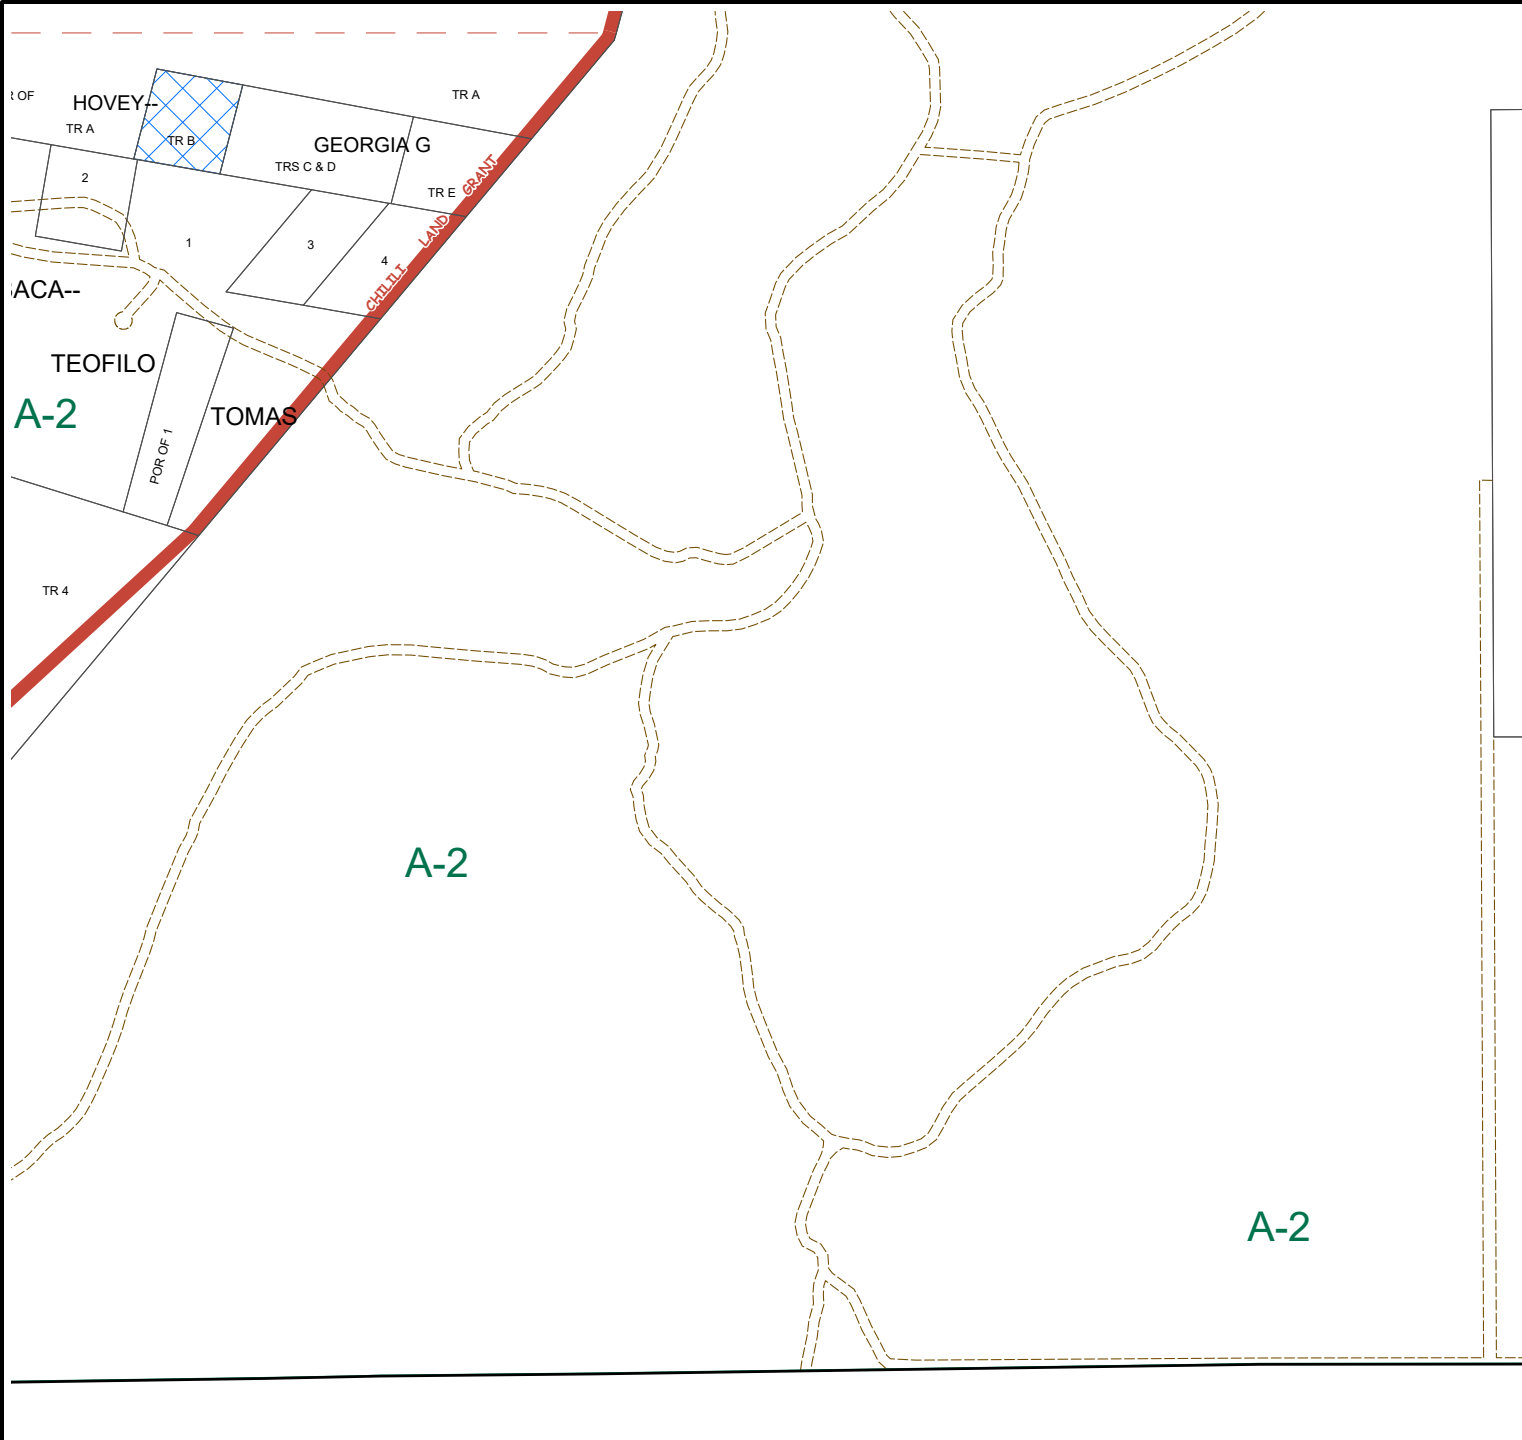 R OF
HOVEY--
TR A
TR B
TR A
GEORGIA G
TRS C & D
TR E
2
1
3
4
CHILILI LAND GRANT
BACA--
TEOFILO
A-2
TOMAS
POR OF 1
TR 4
A-2
A-2